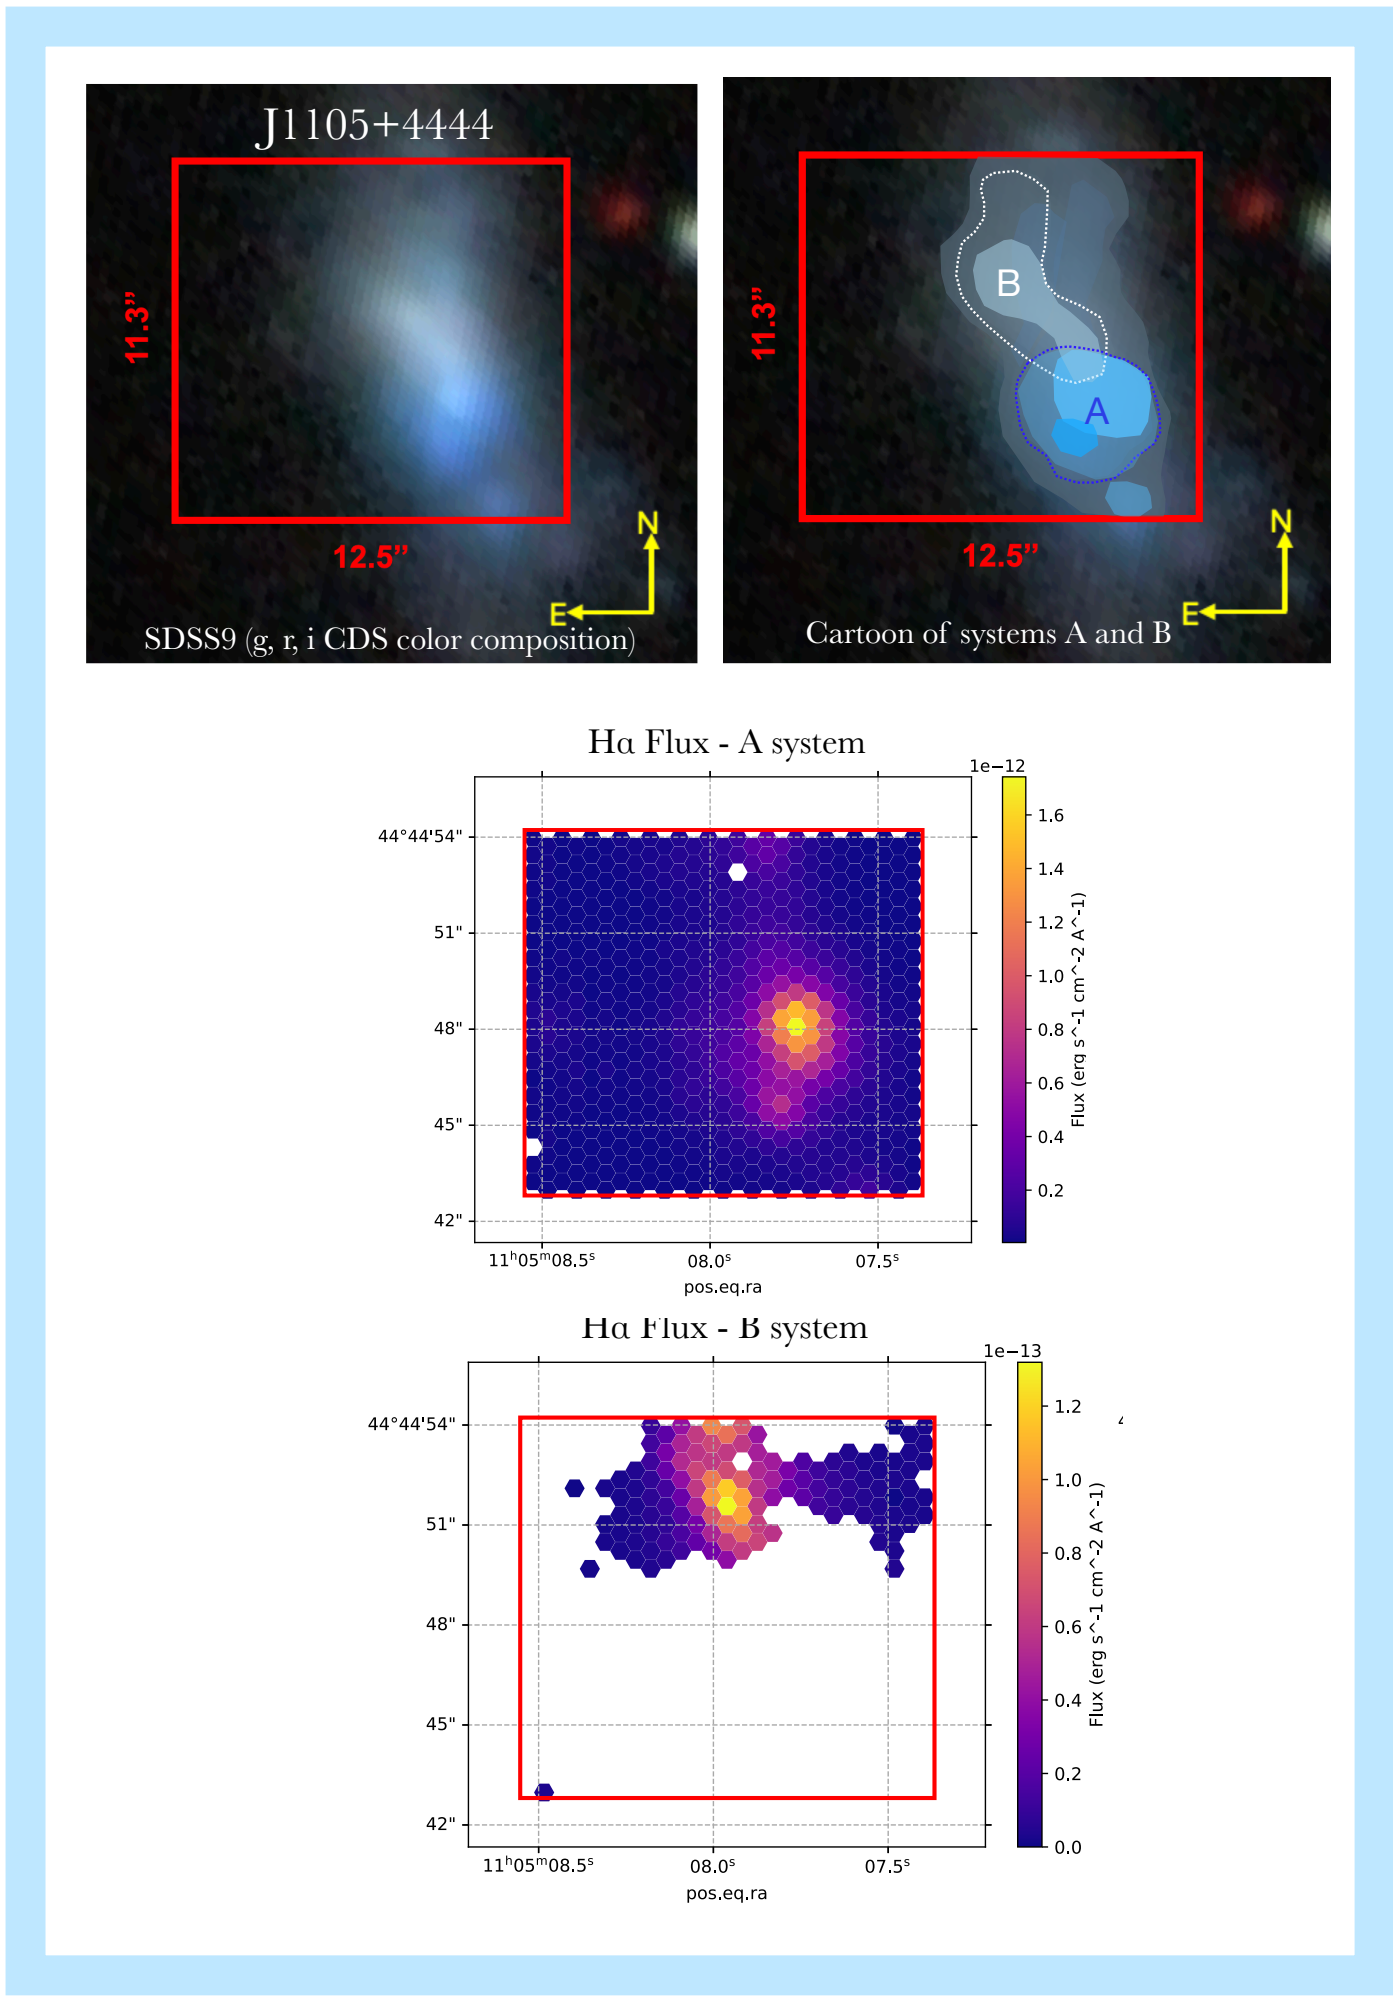 J1105+4444
11.3”
12.5”
N
E
SDSS9 (g, r, i CDS color composition)
B
A
11.3”
12.5”
N
E
Cartoon of systems A and B
Hα Flux - A system
1e−12
44°44'54"
51"
48"
45"
42"
11ʰ05ᵐ08.5ˢ
08.0ˢ
07.5ˢ
pos.eq.ra
1.6
1.4
1.2
1.0
0.8
0.6
0.4
0.2
Flux (erg s^-1 cm^-2 A^-1)
Hα Flux - B system
1e−13
44°44'54"
51"
48"
45"
42"
11ʰ05ᵐ08.5ˢ
08.0ˢ
07.5ˢ
pos.eq.ra
1.2
1.0
0.8
0.6
0.4
0.2
0.0
Flux (erg s^-1 cm^-2 A^-1)